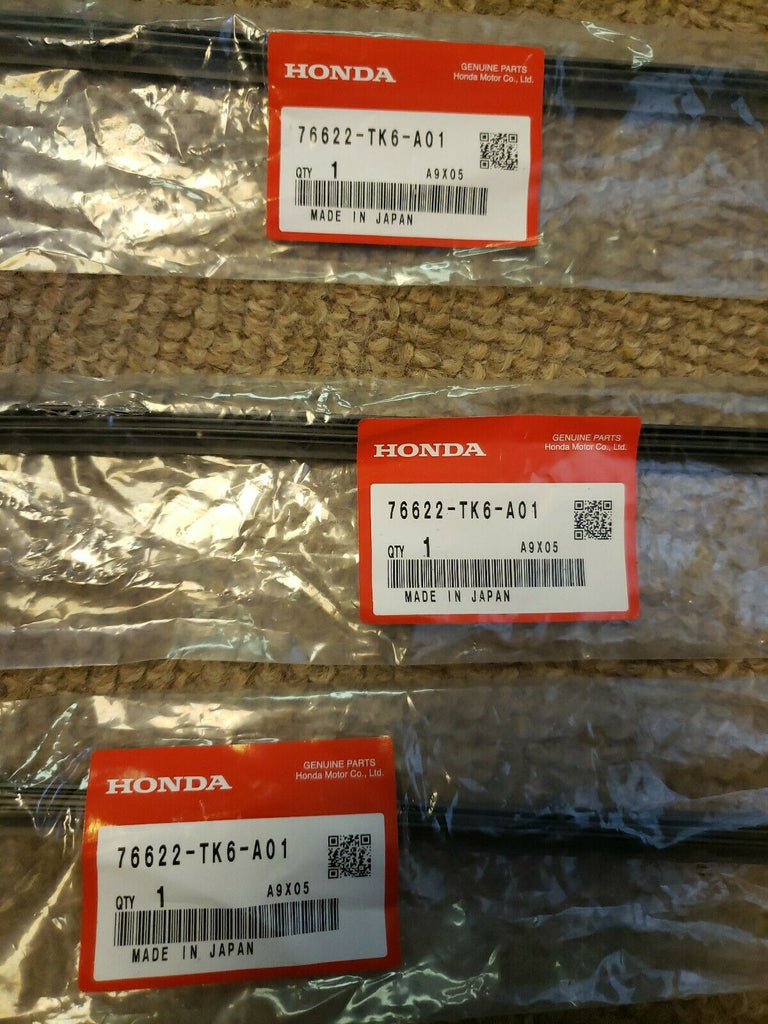 HONDA
GENUINE PARTS
Honda Motor Co., Ltd.
76622-TK6-A01
QTY 1 A9X05
MADE IN JAPAN
HONDA
GENUINE PARTS
Honda Motor Co., Ltd.
76622-TK6-A01
QTY 1 A9X05
MADE IN JAPAN
HONDA
GENUINE PARTS
Honda Motor Co., Ltd.
76622-TK6-A01
QTY 1 A9X05
MADE IN JAPAN